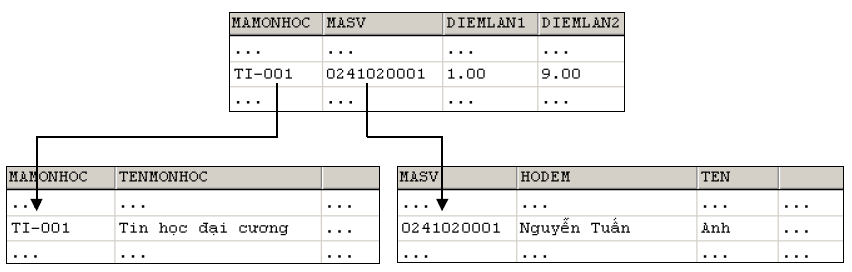 MAMONHOC MASV DIEMLAN1 DIEMLAN2
... ... ... ...
TI-001 0241020001 1.00 9.00
... ... ... ...
MAMONHOC TENMONHOC
... ... ...
TI-001 Tin học đại cương ...
... ... ...
MASV HODEM TEN
... ... ... ...
0241020001 Nguyễn Tuấn Anh ...
... ... ... ...